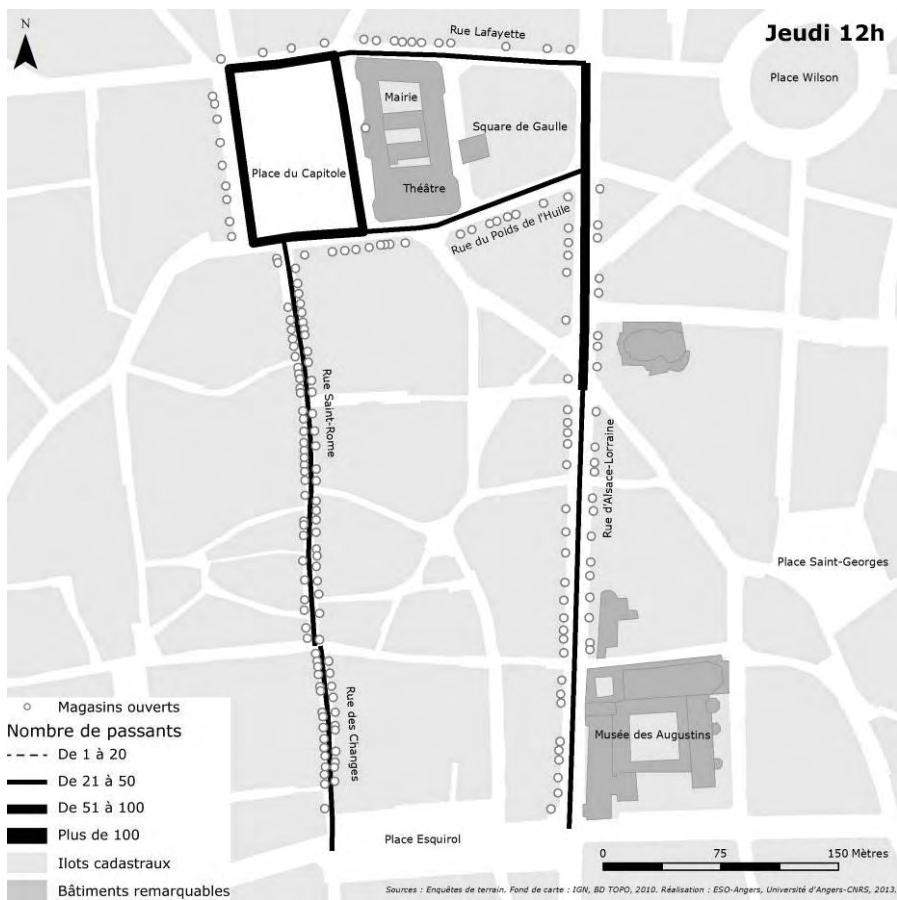 N
Rue Lafayette
Jeudi 12h
Place Wilson
Mairie
Square de Gaulle
Place du Capitole
Théâtre
Rue du Poids de l'Huile
Rue Saint-Rome
Rue d'Alsace-Lorraine
Place Saint-Georges
Rue des Changes
Musée des Augustins
Place Esquirol
Magasins ouverts
Nombre de passants
De 1 à 20
De 21 à 50
De 51 à 100
Plus de 100
Ilots cadastraux
Bâtiments remarquables
0 75 150 Mètres
Sources : Enquêtes de terrain. Fond de carte : IGN, BD TOPO, 2010. Réalisation : ESO-Angers, Université d'Angers-CNRS, 2013.